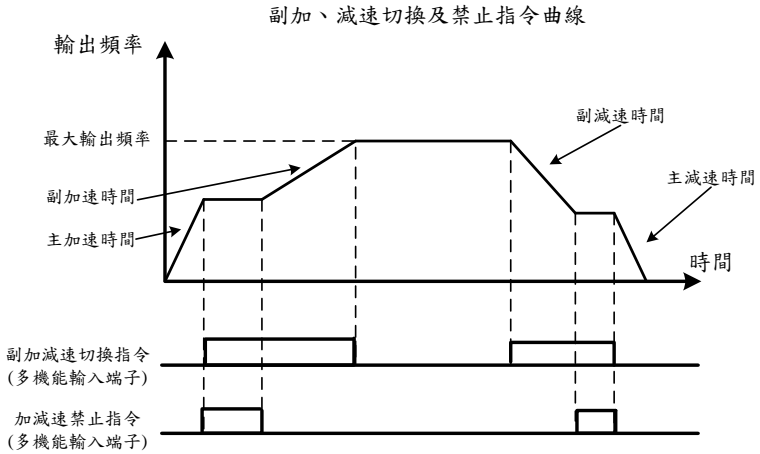 副加、減速切換及禁止指令曲線
輸出頻率
最大輸出頻率
副減速時間
副加速時間
主減速時間
主加速時間
時間
副加減速切換指令
(多機能輸入端子)
加減速禁止指令
(多機能輸入端子)